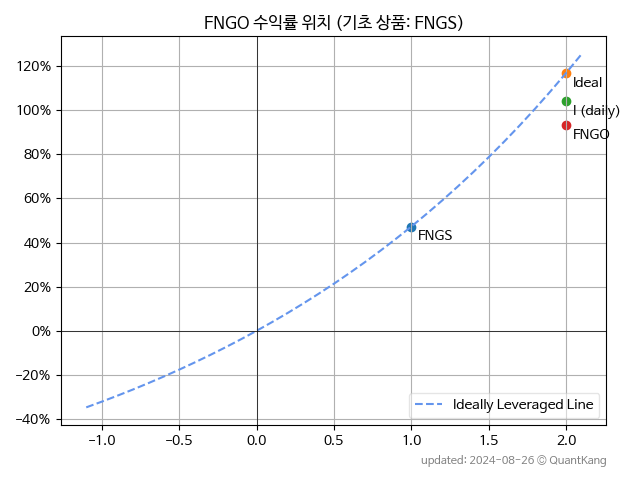 FNGO 수익률 위치 (기초 상품: FNGS)
120%
100%
80%
60%
40%
20%
0%
−20%
−40%
Ideal
I (daily)
FNGO
FNGS
Ideally Leveraged Line
−1.0 −0.5 0.0 0.5 1.0 1.5 2.0
updated: 2024-08-26 © QuantKang